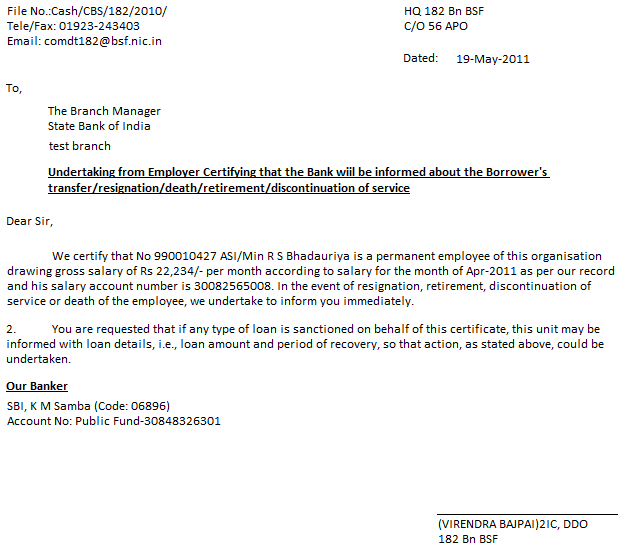 File No.:Cash/CBS/182/2010/
Tele/Fax: 01923-243403
Email: comdt182@bsf.nic.in
HQ 182 Bn BSF
C/O 56 APO
Dated: 19-May-2011
To,
The Branch Manager
State Bank of India
test branch
Undertaking from Employer Certifying that the Bank wiil be informed about the Borrower's
transfer/resignation/death/retirement/discontinuation of service
Dear Sir,
We certify that No 990010427 ASI/Min R S Bhadauriya is a permanent employee of this organisation
drawing gross salary of Rs 22,234/- per month according to salary for the month of Apr-2011 as per our record
and his salary account number is 30082565008. In the event of resignation, retirement, discontinuation of
service or death of the employee, we undertake to inform you immediately.
2. You are requested that if any type of loan is sanctioned on behalf of this certificate, this unit may be
informed with loan details, i.e., loan amount and period of recovery, so that action, as stated above, could be
undertaken.
Our Banker
SBI, K M Samba (Code: 06896)
Account No: Public Fund-30848326301
(VIRENDRA BAJPAI)2IC, DDO
182 Bn BSF